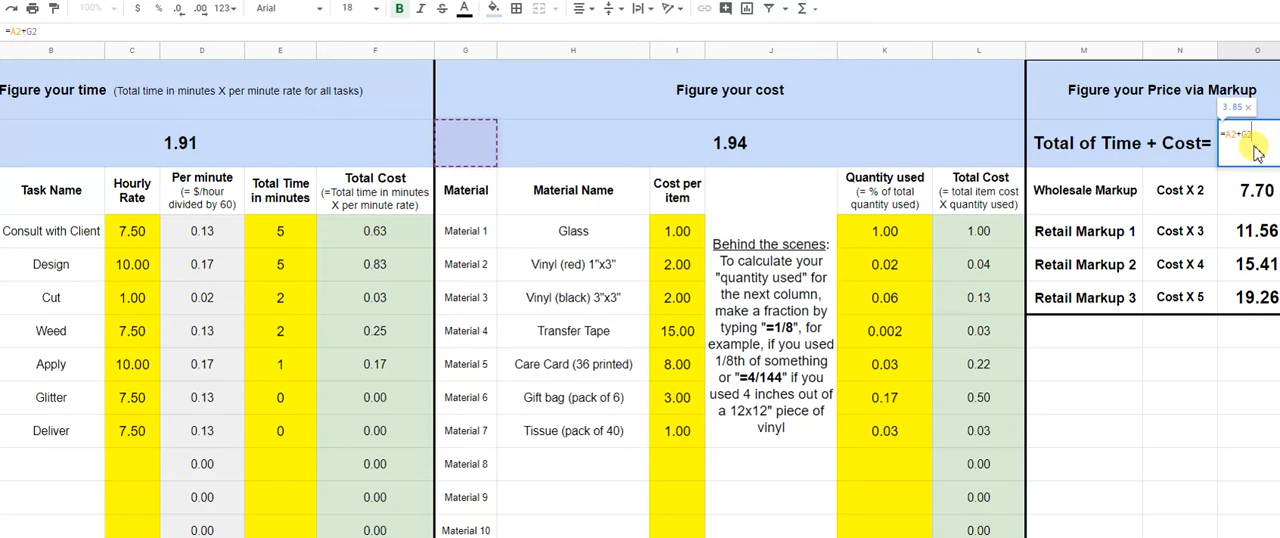 100% $ % .0 .00 123 Arial 18 B I S A Σ
=A2+G2
B C D E F G H I J K L M N O
Figure your time (Total time in minutes X per minute rate for all tasks) Figure your cost Figure your Price via Markup
3.85 ×
1.91 1.94 Total of Time + Cost= =A2+G2
Task Name Hourly Rate Per minute (= $/hour divided by 60) Total Time in minutes Total Cost (=Total time in minutes X per minute rate) Material Material Name Cost per item Quantity used (= % of total quantity used) Total Cost (= total item cost X quantity used) Wholesale Markup Cost X 2 7.70
Consult with Client 7.50 0.13 5 0.63 Material 1 Glass 1.00 1.00 1.00 Retail Markup 1 Cost X 3 11.56
Design 10.00 0.17 5 0.83 Material 2 Vinyl (red) 1"x3" 2.00 0.02 0.04 Retail Markup 2 Cost X 4 15.41
Cut 1.00 0.02 2 0.03 Material 3 Vinyl (black) 3"x3" 2.00 0.06 0.13 Retail Markup 3 Cost X 5 19.26
Weed 7.50 0.13 2 0.25 Material 4 Transfer Tape 15.00 0.002 0.03
Apply 10.00 0.17 1 0.17 Material 5 Care Card (36 printed) 8.00 0.03 0.22
Glitter 7.50 0.13 0 0.00 Material 6 Gift bag (pack of 6) 3.00 0.17 0.50
Deliver 7.50 0.13 0 0.00 Material 7 Tissue (pack of 40) 1.00 0.03 0.03
0.00 0.00 Material 8 0.00
0.00 0.00 Material 9 0.00
0.00 0.00 Material 10 0.00
Behind the scenes:
To calculate your
"quantity used" for
the next column,
make a fraction by
typing "=1/8", for
example, if you used
1/8th of something
or "=4/144" if you
used 4 inches out of
a 12x12" piece of
vinyl